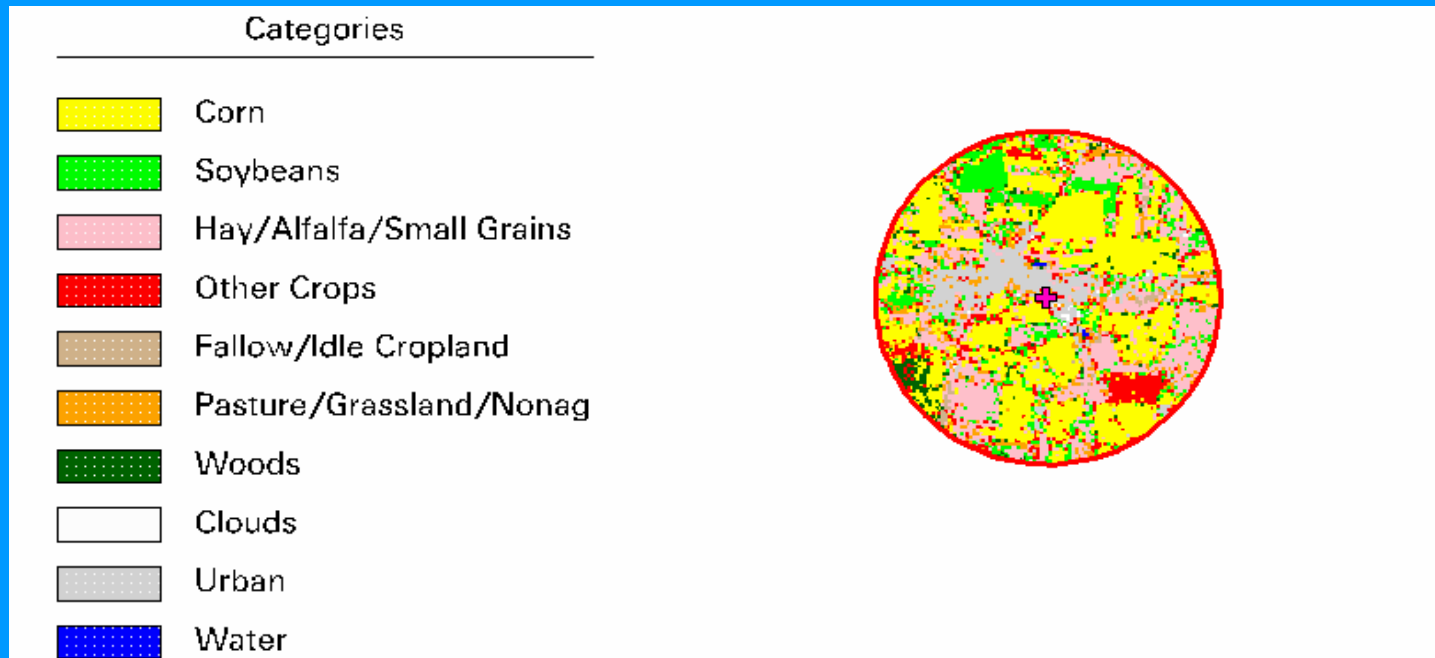 Categories
Corn
Soybeans
Hay/Alfalfa/Small Grains
Other Crops
Fallow/Idle Cropland
Pasture/Grassland/Nonag
Woods
Clouds
Urban
Water